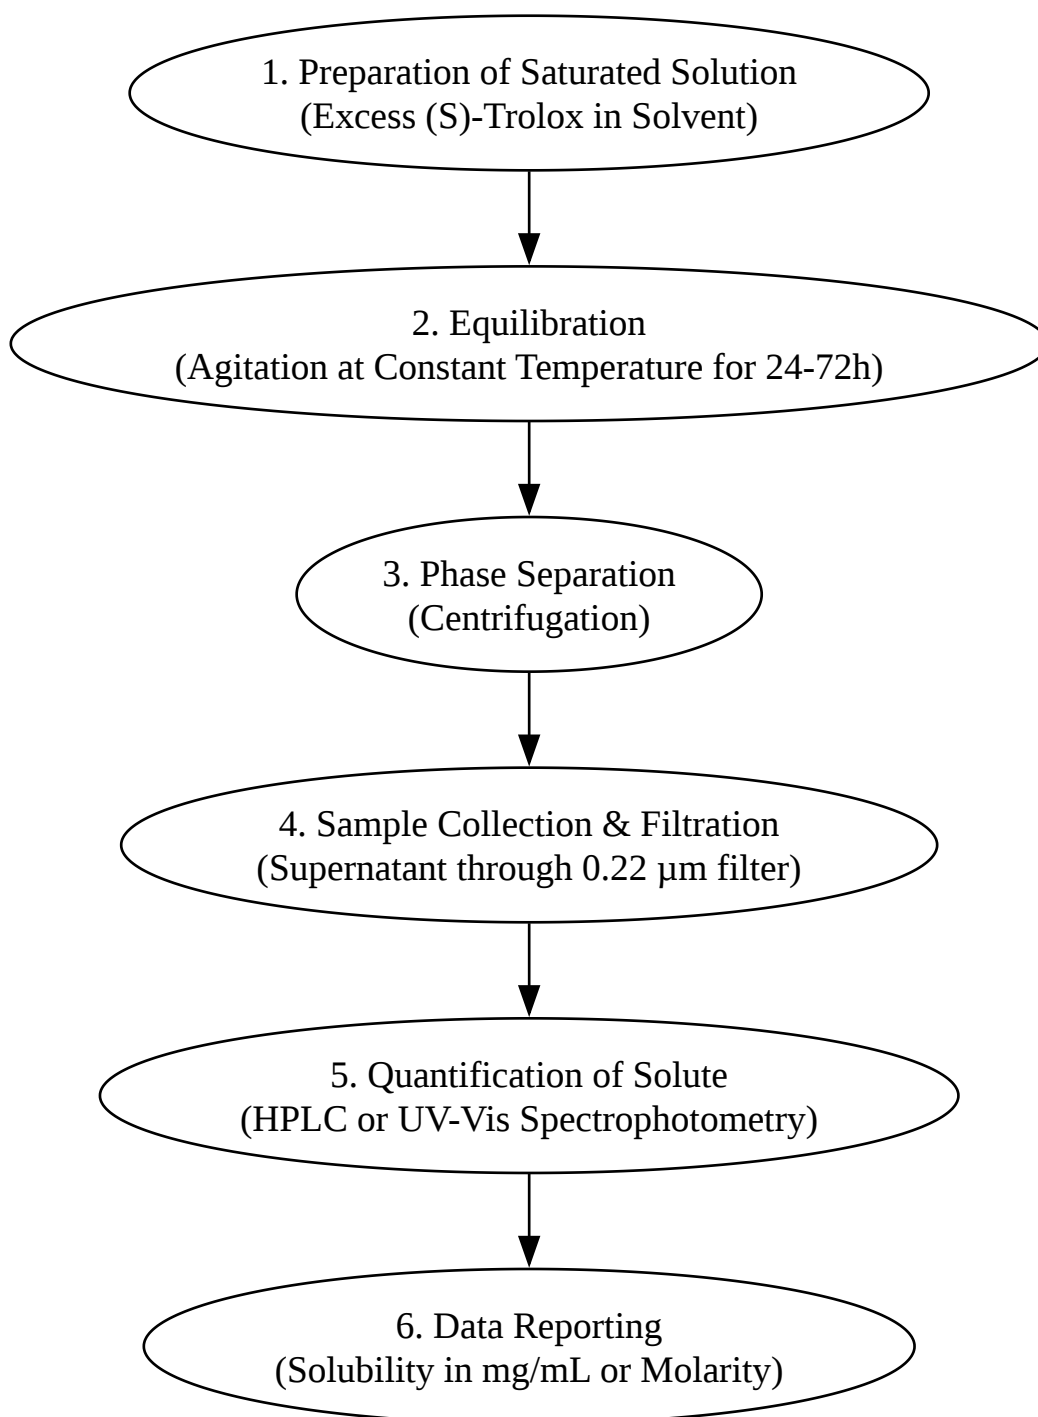 1. Preparation of Saturated Solution
(Excess (S)-Trolox in Solvent)
2. Equilibration
(Agitation at Constant Temperature for 24-72h)
3. Phase Separation
(Centrifugation)
4. Sample Collection & Filtration
(Supernatant through 0.22 µm filter)
5. Quantification of Solute
(HPLC or UV-Vis Spectrophotometry)
6. Data Reporting
(Solubility in mg/mL or Molarity)